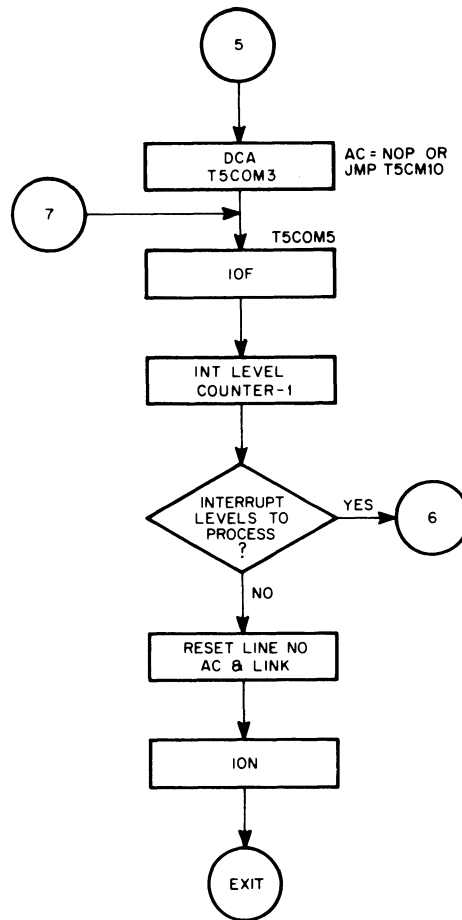 5
DCA
T5COM3
AC = NOP OR
JMP T5CM10
7
T5COM5
IOF
INT LEVEL
COUNTER-1
INTERRUPT
LEVELS TO
PROCESS
?
YES
6
NO
RESET LINE NO
AC & LINK
ION
EXIT